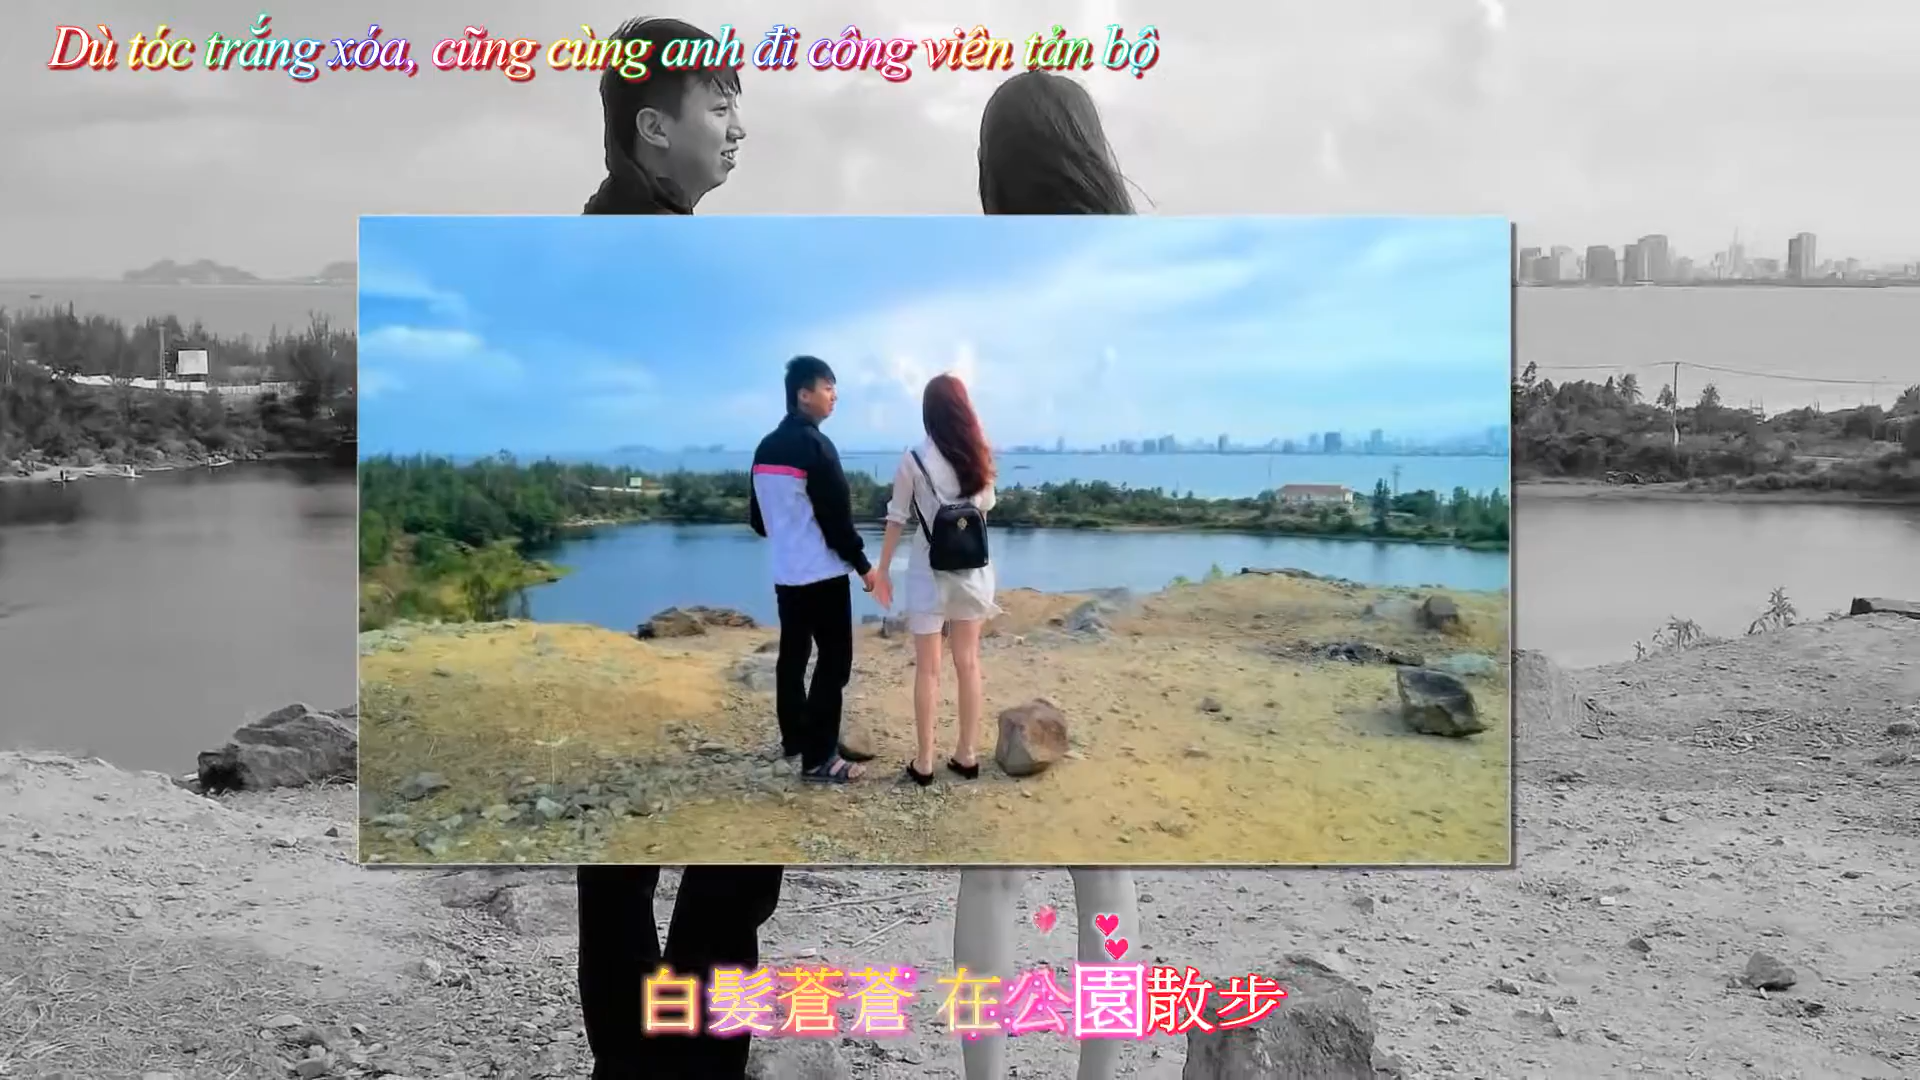 Dù tóc trắng xóa, cũng cùng anh đi công viên tản bộ
白髮蒼蒼 在公園散步